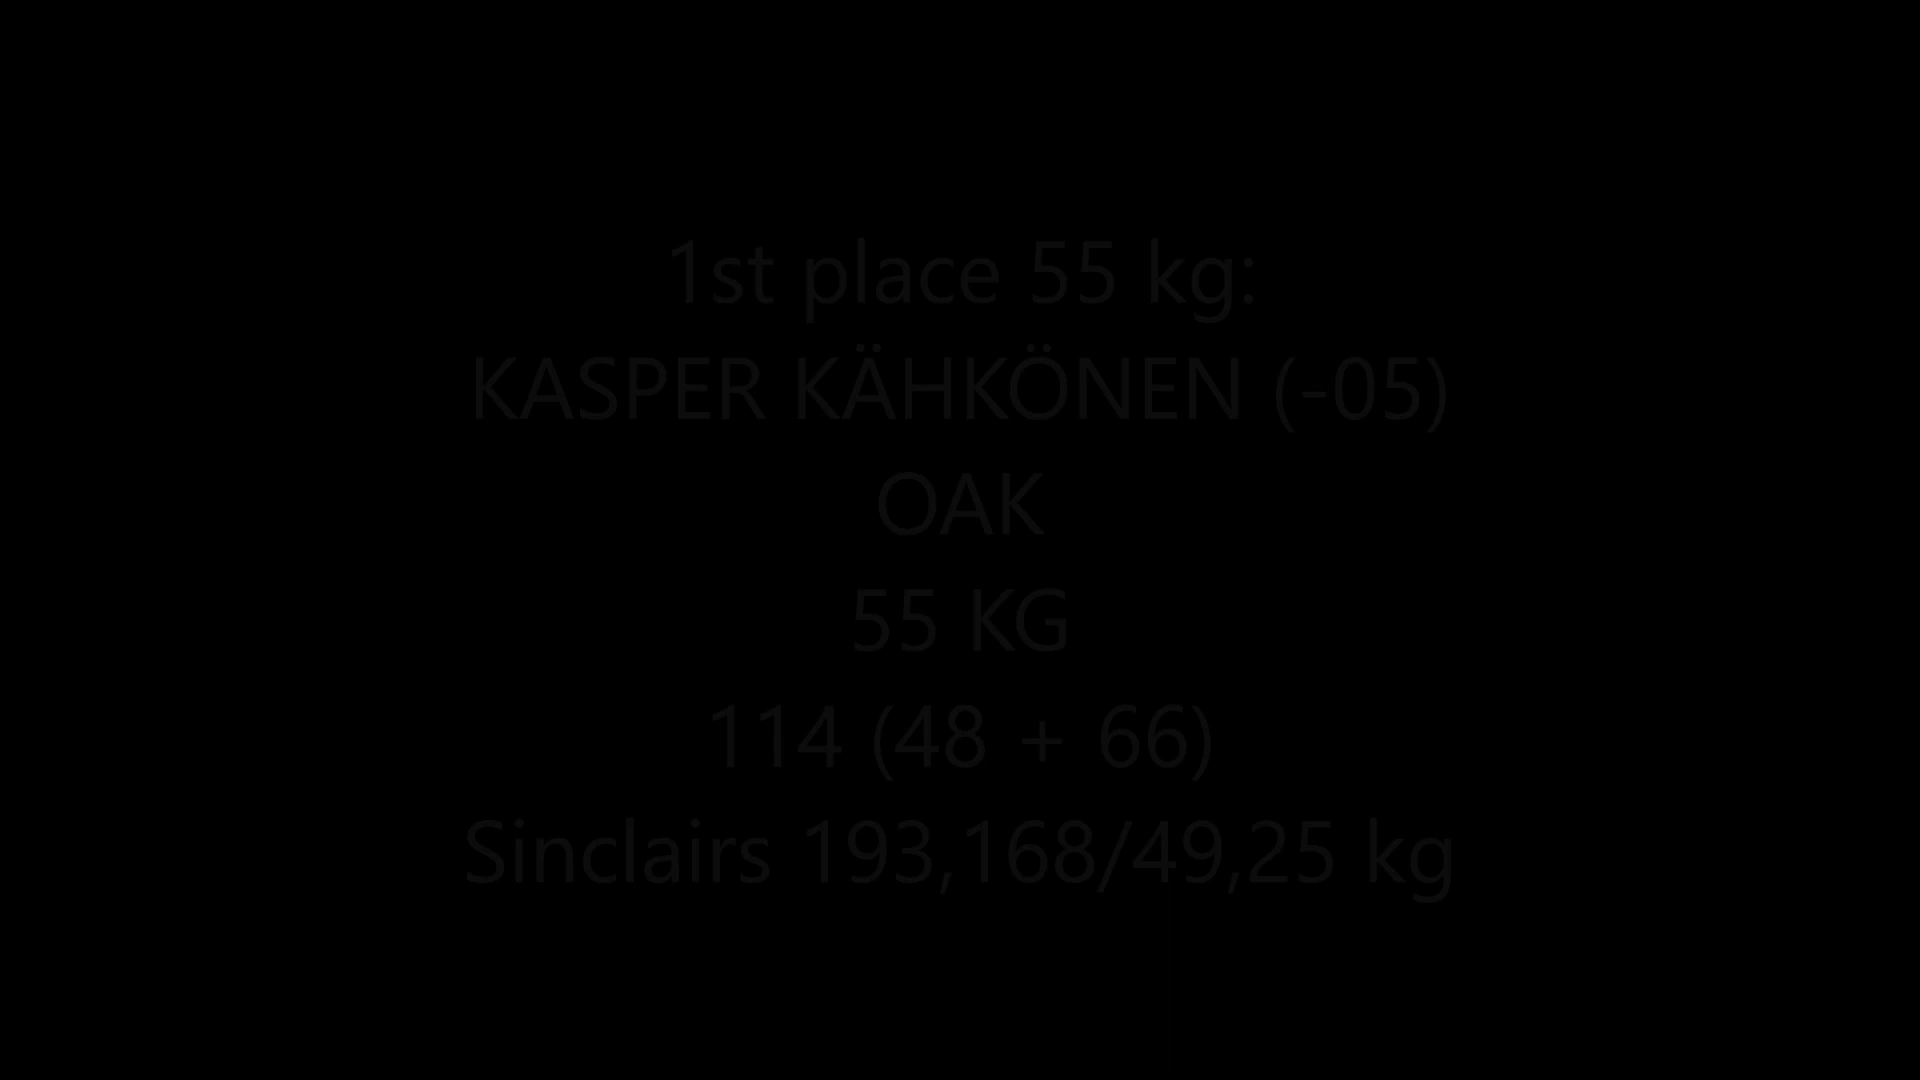 1st place 55 kg:
KASPER KÄHKÖNEN (-05)
OAK
55 KG
114 (48 + 66)
Sinclairs 193,168/49,25 kg